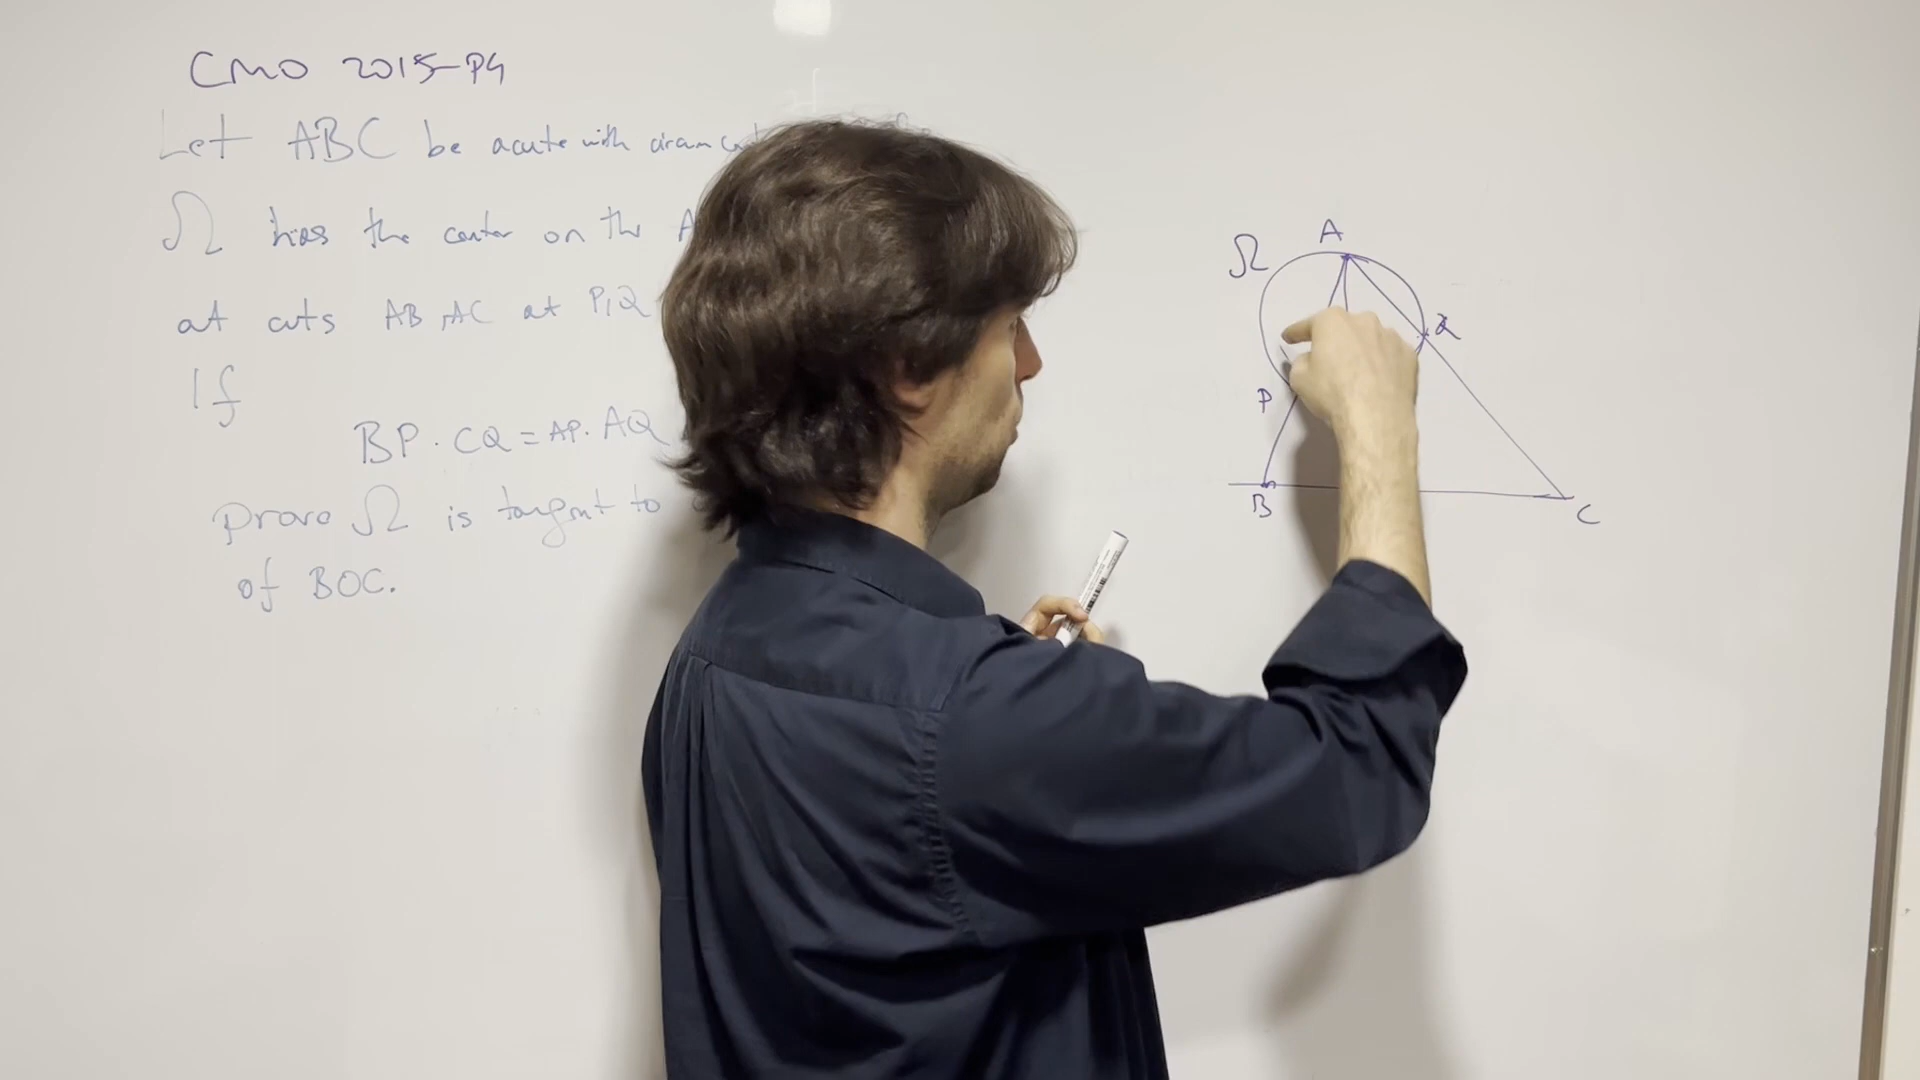 CMO 2015-P4
Let ABC be acute with circum
Ω has the center on the A
at cuts AB, AC at P, Q
If
BP · CQ = AP · AQ
prove Ω is tangent to
of BOC.
Ω
A
Q
P
B
C